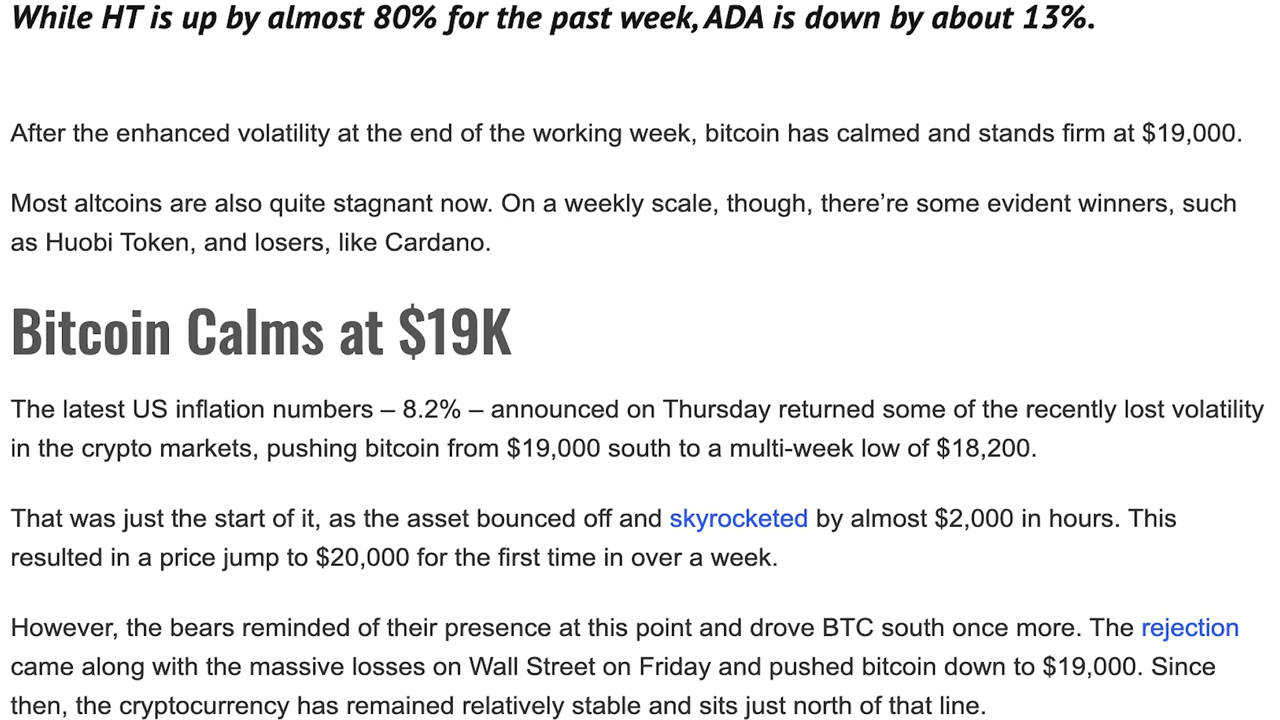 While HT is up by almost 80% for the past week, ADA is down by about 13%.
After the enhanced volatility at the end of the working week, bitcoin has calmed and stands firm at $19,000.
Most altcoins are also quite stagnant now. On a weekly scale, though, there’re some evident winners, such
as Huobi Token, and losers, like Cardano.
Bitcoin Calms at $19K
The latest US inflation numbers – 8.2% – announced on Thursday returned some of the recently lost volatility
in the crypto markets, pushing bitcoin from $19,000 south to a multi-week low of $18,200.
That was just the start of it, as the asset bounced off and skyrocketed by almost $2,000 in hours. This
resulted in a price jump to $20,000 for the first time in over a week.
However, the bears reminded of their presence at this point and drove BTC south once more. The rejection
came along with the massive losses on Wall Street on Friday and pushed bitcoin down to $19,000. Since
then, the cryptocurrency has remained relatively stable and sits just north of that line.